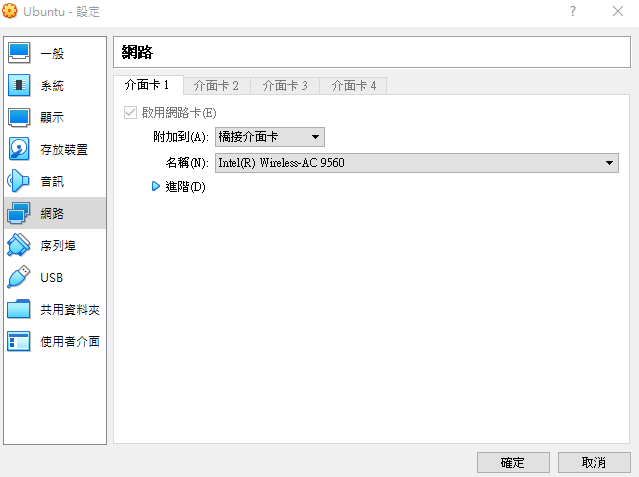 Ubuntu - 設定
?
一般
系統
顯示
存放裝置
音訊
網路
序列埠
USB
共用資料夾
使用者介面
網路
介面卡 1
介面卡 2
介面卡 3
介面卡 4
啟用網路卡(E)
附加到(A): 橋接介面卡
名稱(N): Intel(R) Wireless-AC 9560
進階(D)
確定
取消